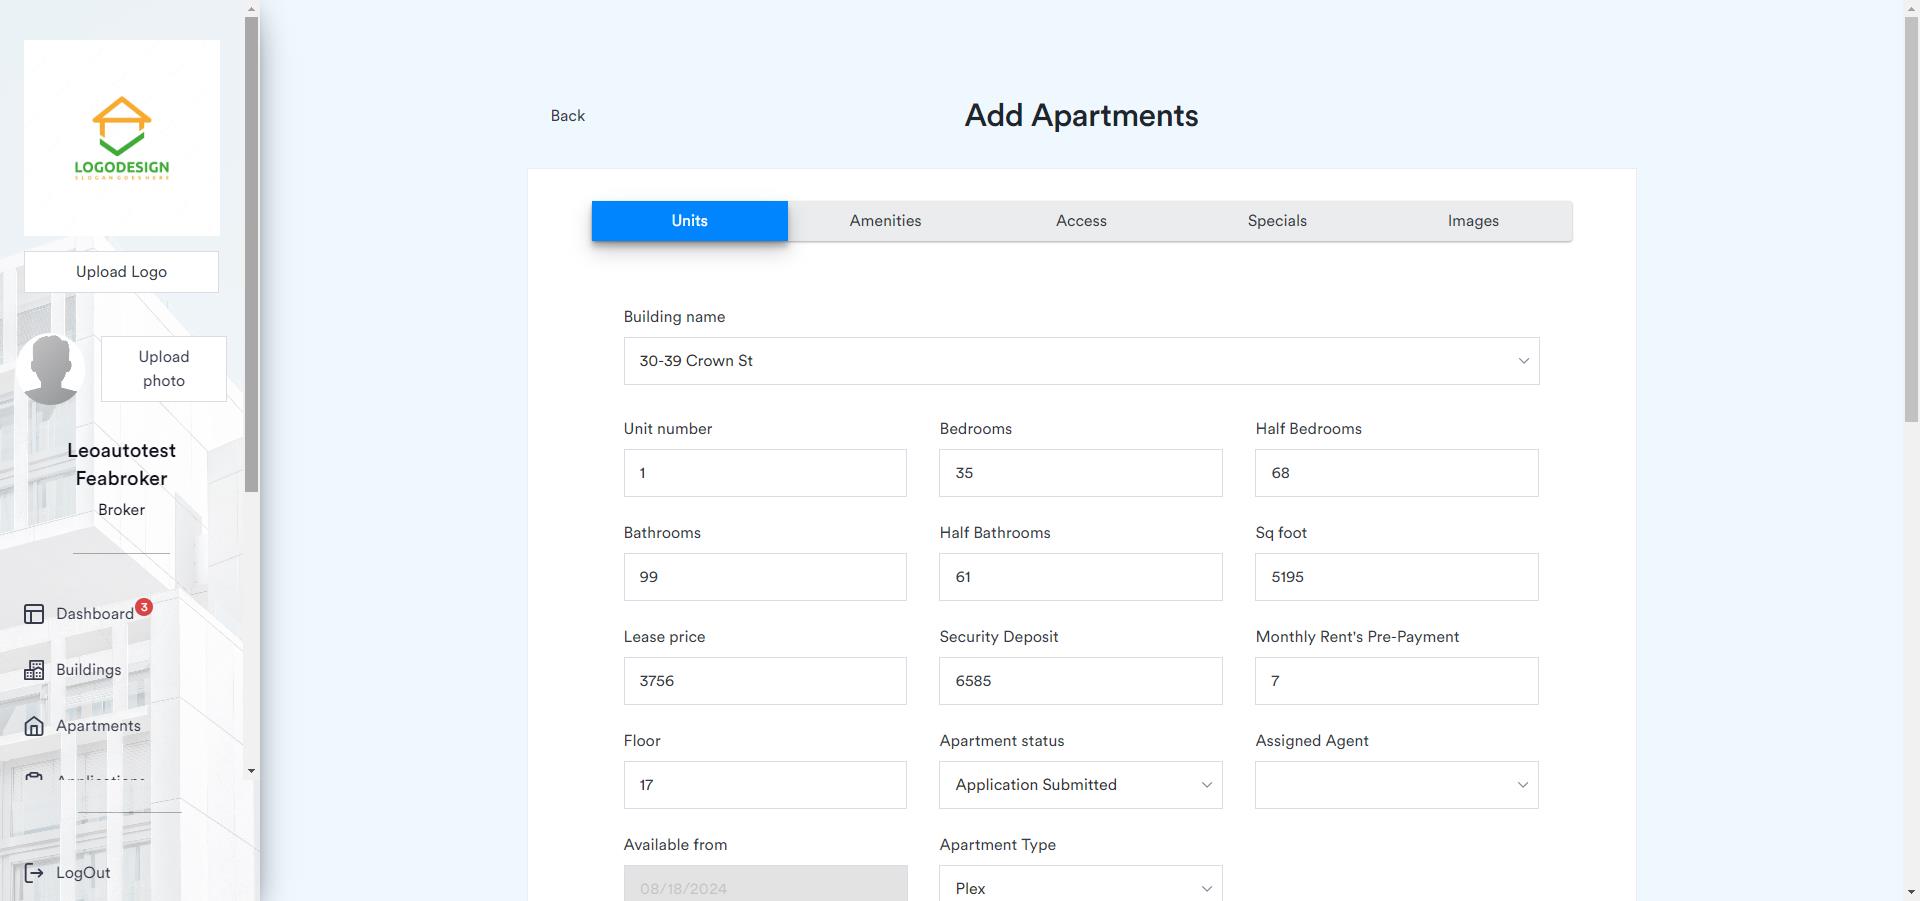 LOGODESIGN
SLOGANGOESHERE
Upload Logo
Upload
photo
Leoautotest
Feabroker
Broker
Dashboard 3
Buildings
Apartments
Applications
LogOut
Back
Add Apartments
Units
Amenities
Access
Specials
Images
Building name
30-39 Crown St
Unit number
Bedrooms
Half Bedrooms
1
35
68
Bathrooms
Half Bathrooms
Sq foot
99
61
5195
Lease price
Security Deposit
Monthly Rent's Pre-Payment
3756
6585
7
Floor
Apartment status
Assigned Agent
17
Application Submitted
Available from
Apartment Type
08/18/2024
Plex